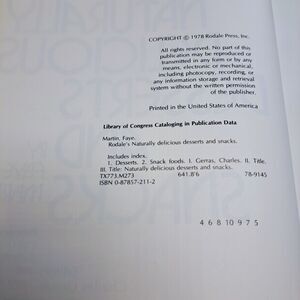 COPYRIGHT © 1978 Rodale Press, Inc.
All rights reserved. No part of this
publication may be reproduced or
transmitted in any form or by any
means, electronic or mechanical,
including photocopy, recording, or
any information storage and retrieval
system without the written permission
of the publisher.
Printed in the United States of America
Library of Congress Cataloging in Publication Data
Martin, Faye.
Rodale's Naturally delicious desserts and snacks.
Includes index.
1. Desserts. 2. Snack foods. I. Gerras, Charles. II. Title.
III. Title: Naturally delicious desserts and snacks.
TX773.M273 641.8'6 78-9145
ISBN 0-87857-211-2
4 6 8 10 9 7 5